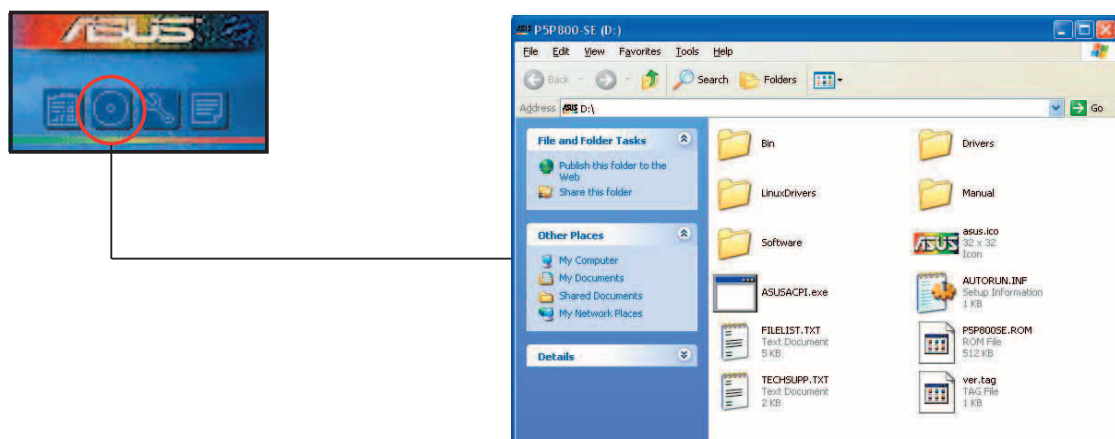 ASUS
ASUS P5P800-SE (D:)
File Edit View Favorites Tools Help
Back Search Folders
Address ASUS D:\ Go
File and Folder Tasks
Publish this folder to the
Web
Share this folder
Other Places
My Computer
My Documents
Shared Documents
My Network Places
Details
Bin
Drivers
LinuxDrivers
Manual
Software
ASUS
asus.ico
32 x 32
Icon
ASUSACPI.exe
AUTORUN.INF
Setup Information
1 KB
FILELIST.TXT
Text Document
5 KB
P5P800SE.ROM
ROM File
512 KB
TECHSUPP.TXT
Text Document
2 KB
ver.tag
TAG File
1 KB